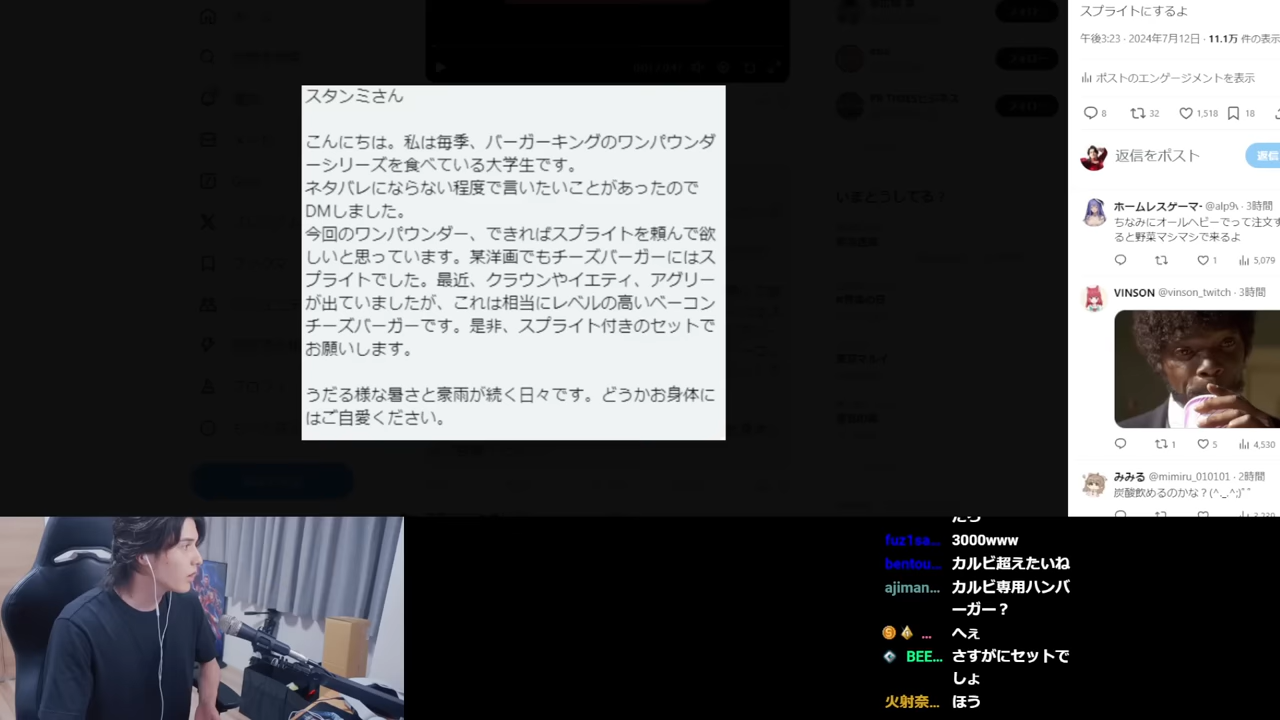 スタンミさん
こんにちは。私は毎季、バーガーキングのワンパウンダ
ーシリーズを食べている大学生です。
ネタバレにならない程度で言いたいことがあったので
DMしました。
今回のワンパウンダー、できればスプライトを頼んで欲
しいと思っています。某洋画でもチーズバーガーにはス
プライトでした。最近、クラウンやイエティ、アグリー
が出ていましたが、これは相当にレベルの高いベーコン
チーズバーガーです。是非、スプライト付きのセットで
お願いします。
うだる様な暑さと豪雨が続く日々です。どうかお身体に
はご自愛ください。
いまどうしてる？
スプライトにするよ
午後3:23 · 2024年7月12日 · 11.1万 件の表示
ポストのエンゲージメントを表示
8 32 1,518 18
返信をポスト
返信
ホームレスゲーマー- @alp9v · 3時間
ちなみにオールヘビーでって注文す
ると野菜マシマシで来るよ
1 5,079
VINSON @vinson_twitch · 3時間
1 5 4,530
みみる @mimiru_010101 · 2時間
炭酸飲めるのかな？(^._.^;)ﾞﾞ
たら
fuz1sa... 3000www
bentou... カルビ超えたいね
ajiman... カルビ専用ハンバ
ーガー？
... へぇ
BEE... さすがにセットで
しょ
火射奈... ほう